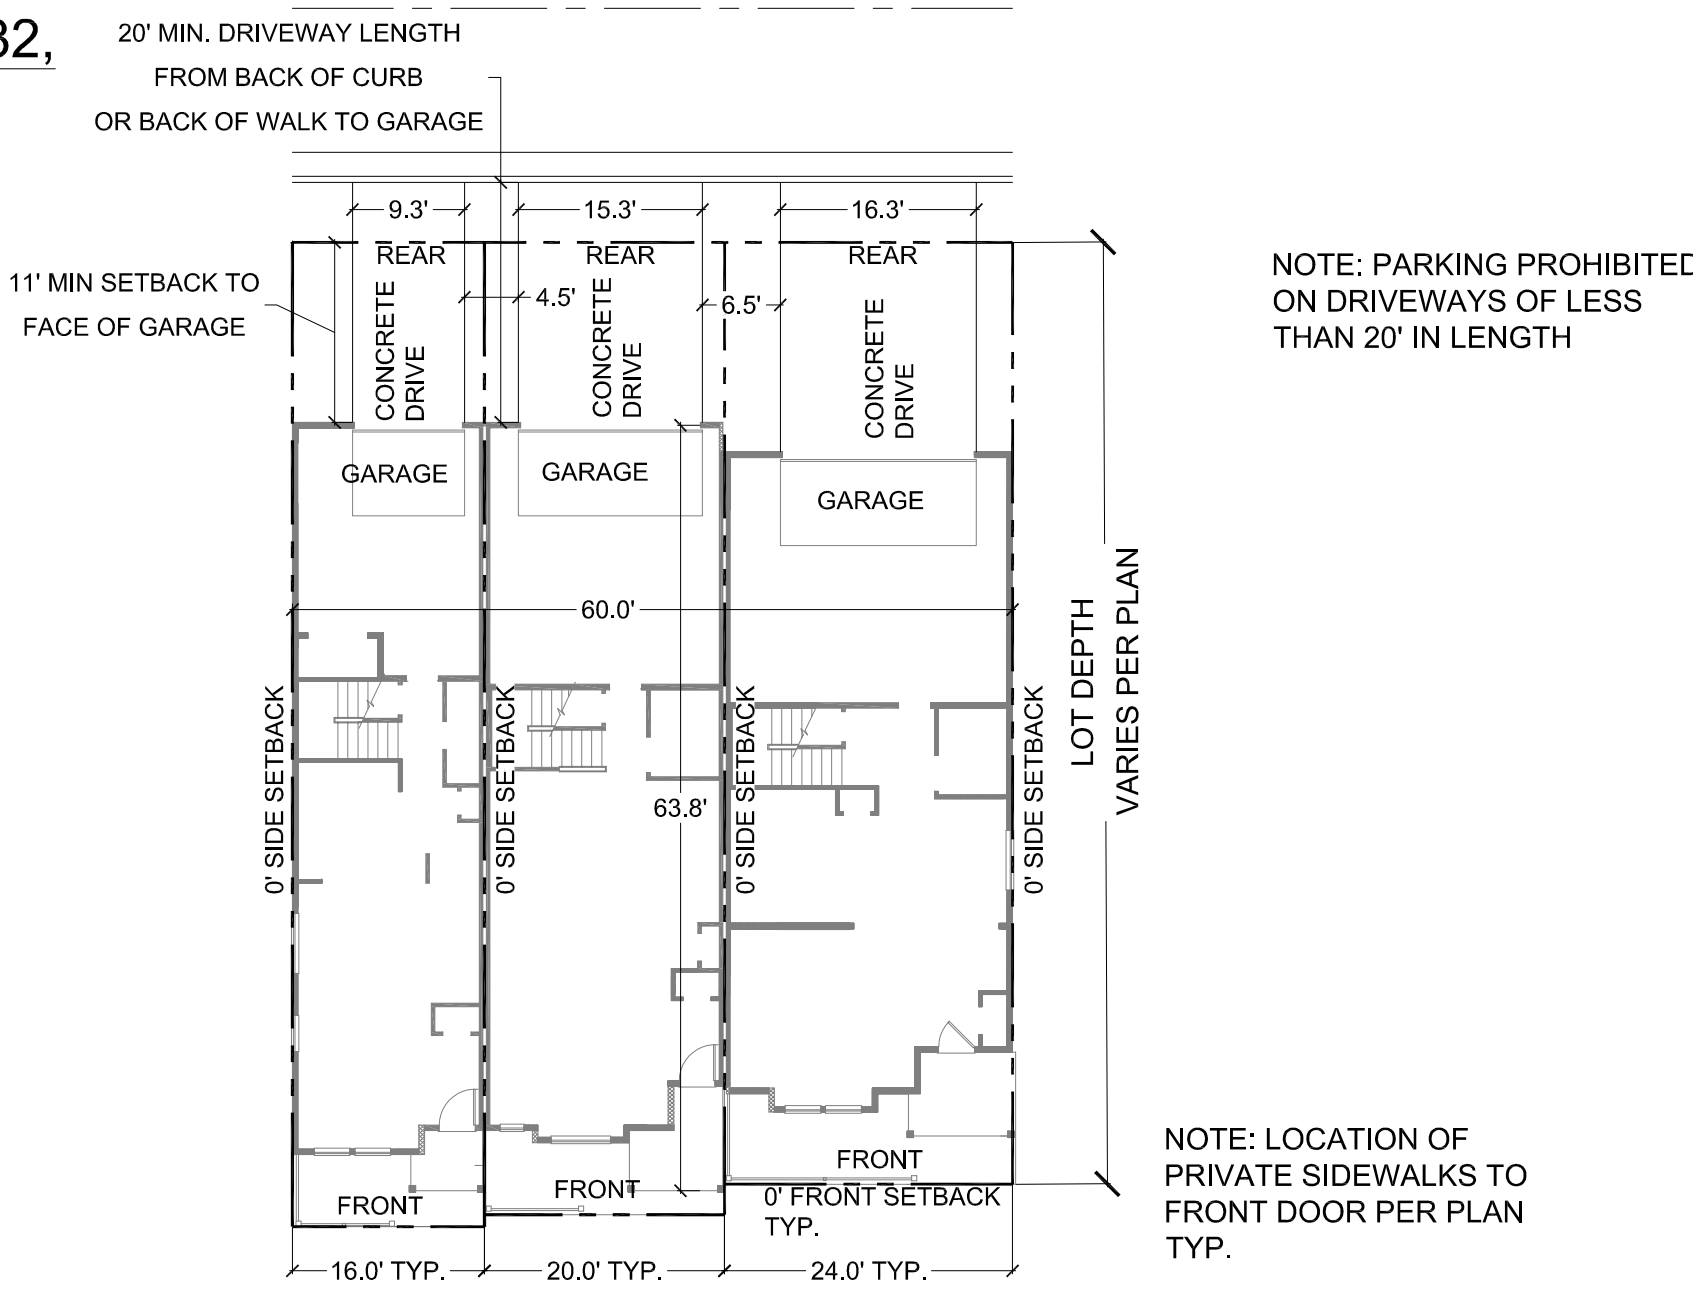 32,
20' MIN. DRIVEWAY LENGTH
FROM BACK OF CURB
OR BACK OF WALK TO GARAGE
9.3'
15.3'
16.3'
REAR
REAR
REAR
11' MIN SETBACK TO
FACE OF GARAGE
4.5'
6.5'
CONCRETE
DRIVE
CONCRETE
DRIVE
CONCRETE
DRIVE
NOTE: PARKING PROHIBITED
ON DRIVEWAYS OF LESS
THAN 20' IN LENGTH
GARAGE
GARAGE
GARAGE
60.0'
0' SIDE SETBACK
0' SIDE SETBACK
63.8'
0' SIDE SETBACK
0' SIDE SETBACK
LOT DEPTH
VARIES PER PLAN
FRONT
FRONT
FRONT
0' FRONT SETBACK
TYP.
NOTE: LOCATION OF
PRIVATE SIDEWALKS TO
FRONT DOOR PER PLAN
TYP.
16.0' TYP.
20.0' TYP.
24.0' TYP.